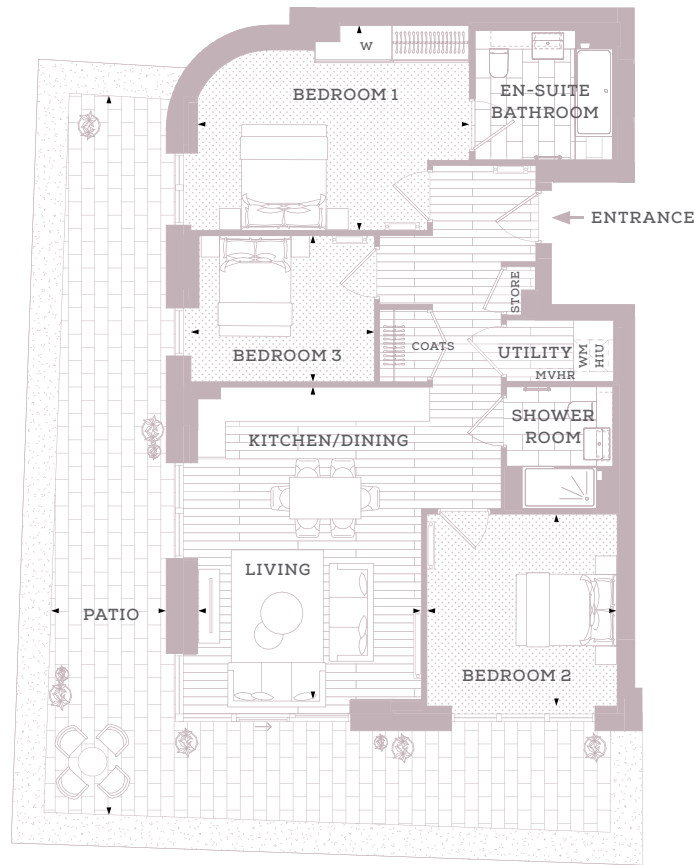 W
BEDROOM 1
EN-SUITE
BATHROOM
ENTRANCE
STORE
COATS
BEDROOM 3
UTILITY
WM
HIU
MVHR
SHOWER
ROOM
KITCHEN/DINING
LIVING
PATIO
BEDROOM 2